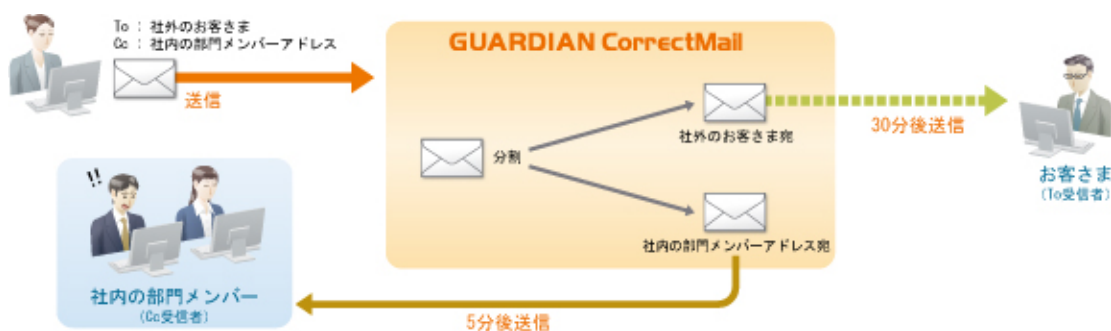 To : 社外のお客さま
Cc : 社内の部門メンバーアドレス
送信
GUARDIAN CorrectMail
分割
社外のお客さま宛
社内の部門メンバーアドレス宛
30分後送信
お客さま
(To受信者)
!!
社内の部門メンバー
(Cc受信者)
5分後送信